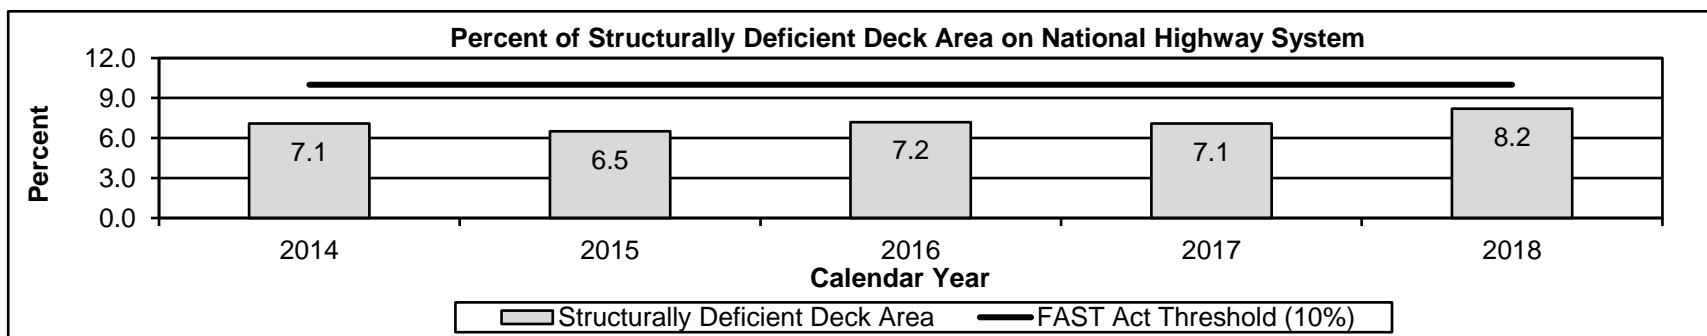 Percent of Structurally Deficient Deck Area on National Highway System
12.0
9.0
6.0
3.0
0.0
Percent
7.1
6.5
7.2
7.1
8.2
2014 2015 2016 2017 2018
Calendar Year
Structurally Deficient Deck Area FAST Act Threshold (10%)